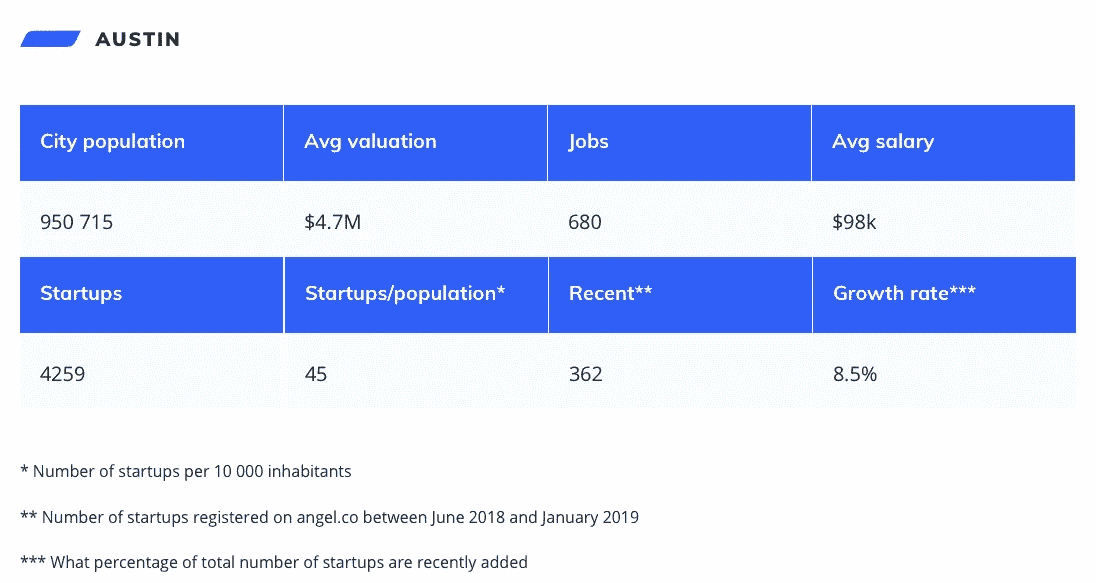 AUSTIN
City population Avg valuation Jobs Avg salary
950 715 $4.7M 680 $98k
Startups Startups/population* Recent** Growth rate***
4259 45 362 8.5%
* Number of startups per 10 000 inhabitants
** Number of startups registered on angel.co between June 2018 and January 2019
*** What percentage of total number of startups are recently added